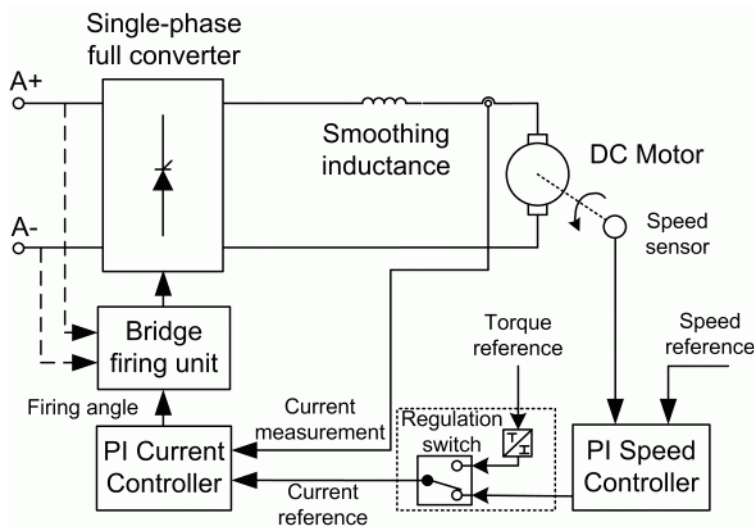 Single-phase
full converter
A+
Smoothing
inductance
DC Motor
A-
Speed
sensor
Bridge
firing unit
Torque
reference
Speed
reference
Firing angle
Current
measurement
Regulation
switch
T
I
PI Current
Controller
PI Speed
Controller
Current
reference